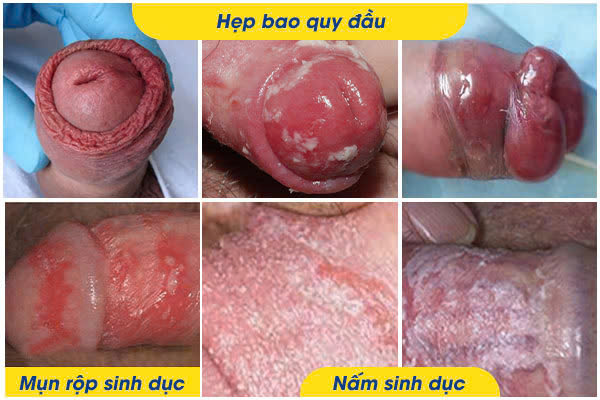 Hẹp bao quy đầu
Mụn rộp sinh dục
Nấm sinh dục